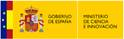 GOBIERNO
DE ESPAÑA
MINISTERIO
DE CIENCIA
E INNOVACIÓN